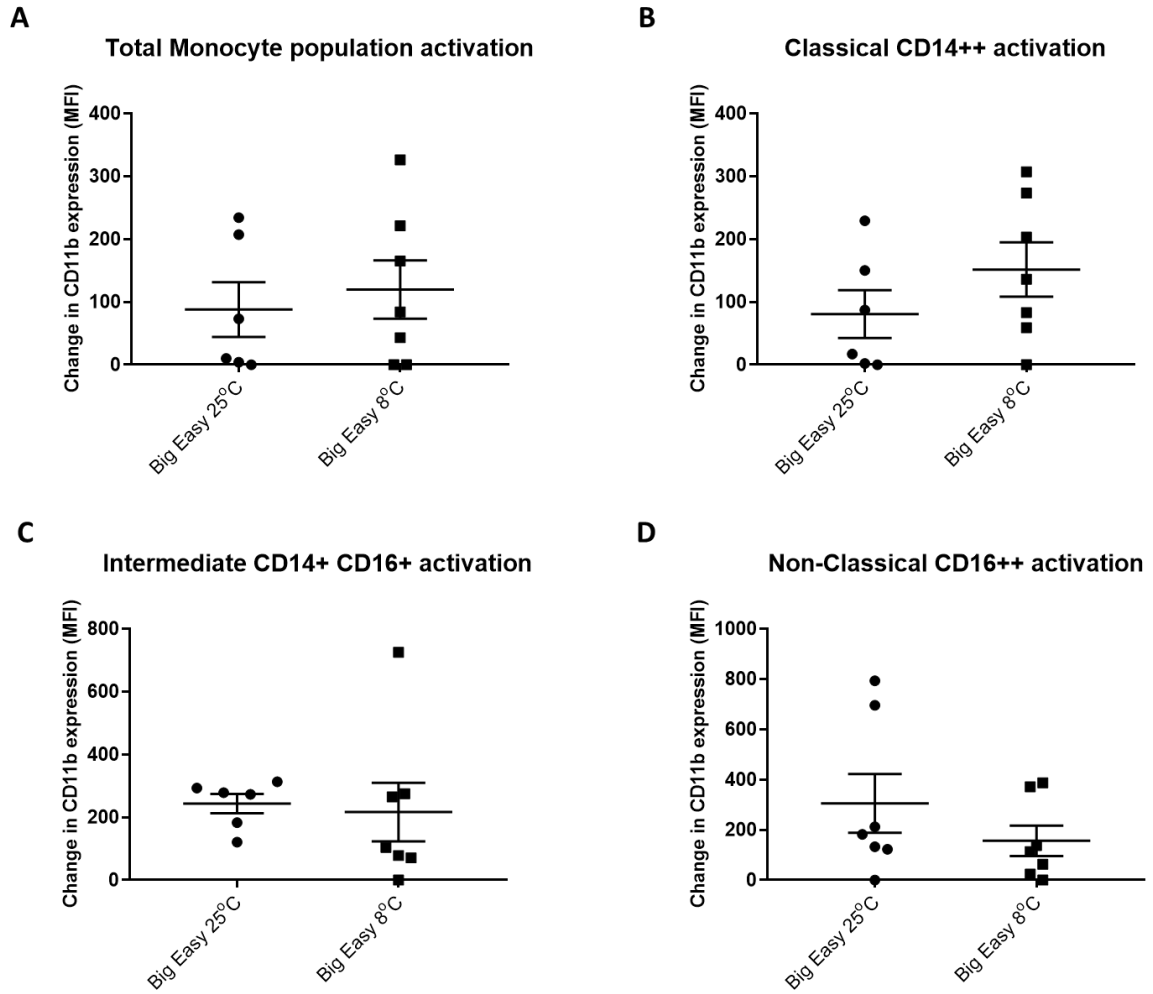 A
Total Monocyte population activation
Change in CD11b expression (MFI)
400
300
200
100
0
Big Easy 25°C
Big Easy 8°C
B
Classical CD14++ activation
Change in CD11b expression (MFI)
400
300
200
100
0
Big Easy 25°C
Big Easy 8°C
C
Intermediate CD14+ CD16+ activation
Change in CD11b expression (MFI)
800
600
400
200
0
Big Easy 25°C
Big Easy 8°C
D
Non-Classical CD16++ activation
Change in CD11b expression (MFI)
1000
800
600
400
200
0
Big Easy 25°C
Big Easy 8°C